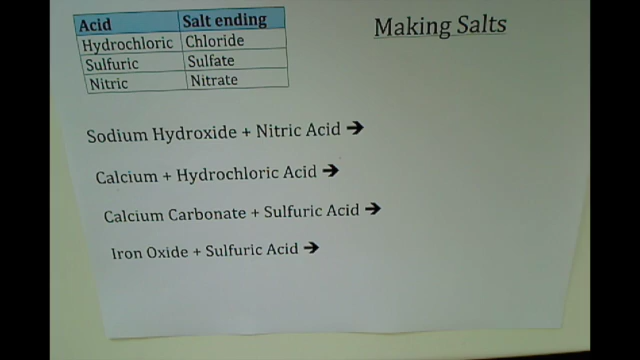 Acid Salt ending
Hydrochloric Chloride
Sulfuric Sulfate
Nitric Nitrate
Making Salts
Sodium Hydroxide + Nitric Acid →
Calcium + Hydrochloric Acid →
Calcium Carbonate + Sulfuric Acid →
Iron Oxide + Sulfuric Acid →